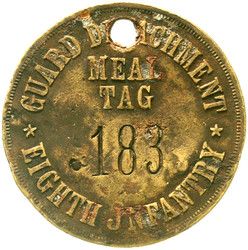 GUARD DETACHMENT
MEAL
TAG
183
EIGHTH INFANTRY